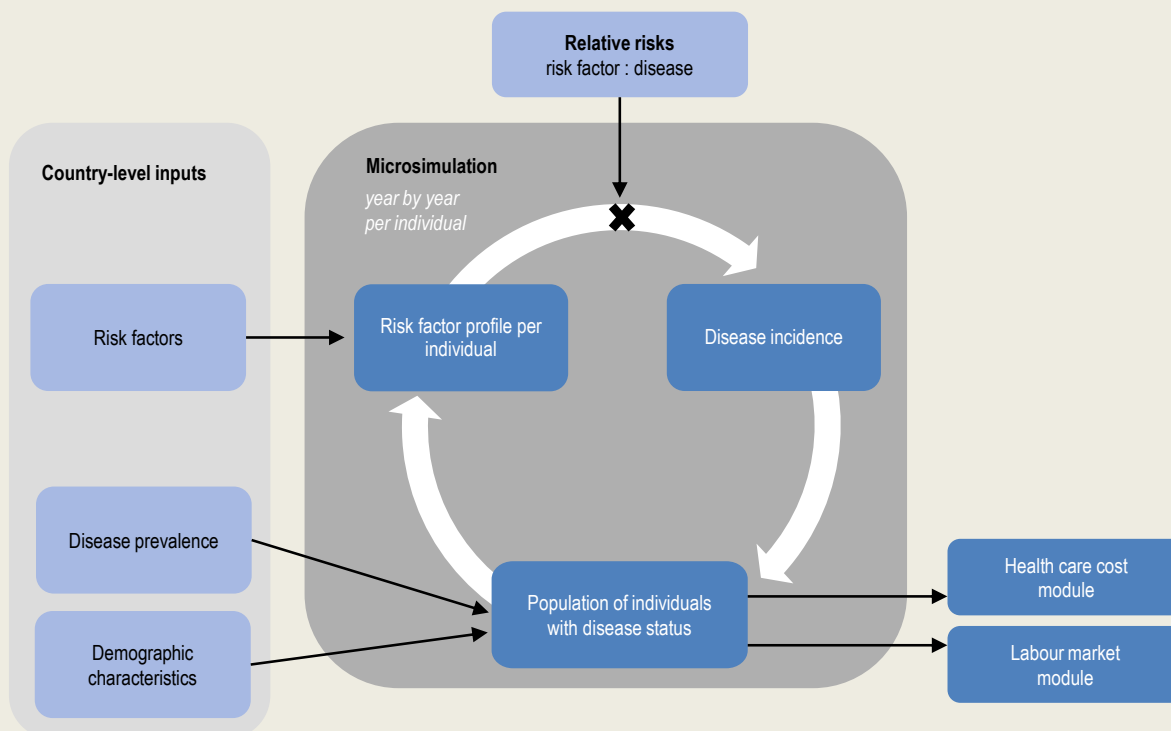 Relative risks
risk factor : disease
Country-level inputs
Microsimulation
year by year
per individual
Risk factors
Risk factor profile per
individual
Disease incidence
Disease prevalence
Demographic
characteristics
Population of individuals
with disease status
Health care cost
module
Labour market
module